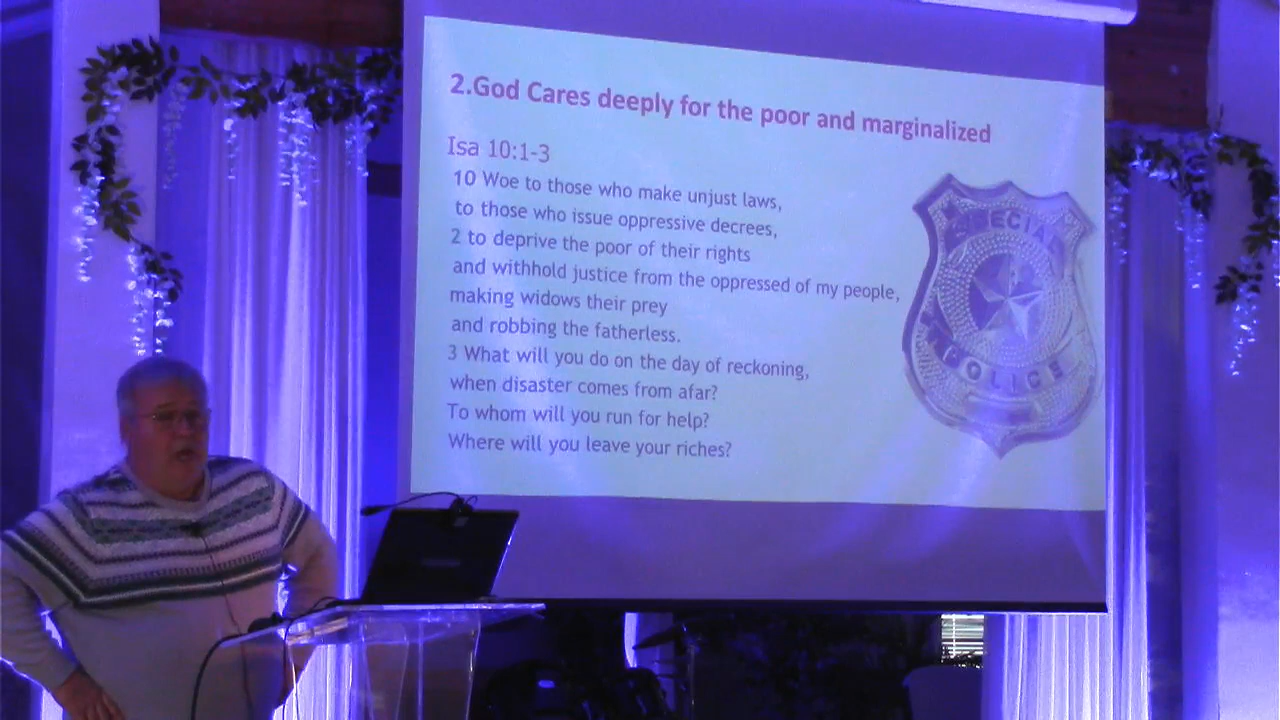 2.God Cares deeply for the poor and marginalized
Isa 10:1-3
10 Woe to those who make unjust laws,
to those who issue oppressive decrees,
2 to deprive the poor of their rights
and withhold justice from the oppressed of my people,
making widows their prey
and robbing the fatherless.
3 What will you do on the day of reckoning,
when disaster comes from afar?
To whom will you run for help?
Where will you leave your riches?
SPECIAL
POLICE